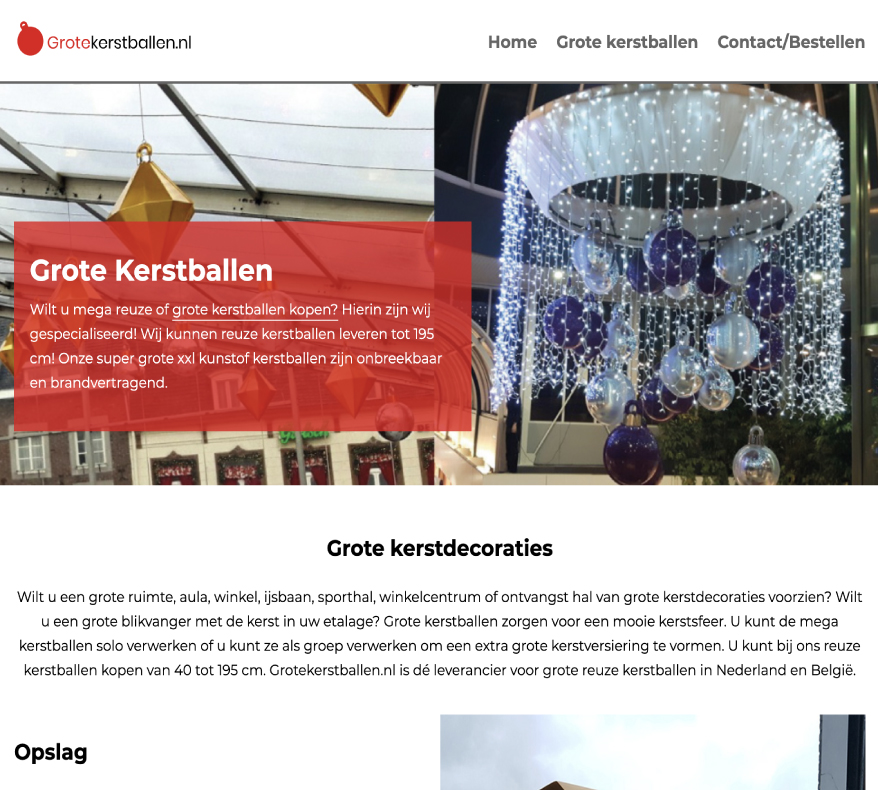 Grotekerstballen.nl
Home Grote kerstballen Contact/Bestellen
Grote Kerstballen
Wilt u mega reuze of grote kerstballen kopen? Hierin zijn wij
gespecialiseerd! Wij kunnen reuze kerstballen leveren tot 195
cm! Onze super grote xxl kunstof kerstballen zijn onbreekbaar
en brandvertragend.
Grote kerstdecoraties
Wilt u een grote ruimte, aula, winkel, ijsbaan, sporthal, winkelcentrum of ontvangst hal van grote kerstdecoraties voorzien? Wilt
u een grote blikvanger met de kerst in uw etalage? Grote kerstballen zorgen voor een mooie kerstsfeer. U kunt de mega
kerstballen solo verwerken of u kunt ze als groep verwerken om een extra grote kerstversiering te vormen. U kunt bij ons reuze
kerstballen kopen van 40 tot 195 cm. Grotekerstballen.nl is dé leverancier voor grote reuze kerstballen in Nederland en België.
Opslag